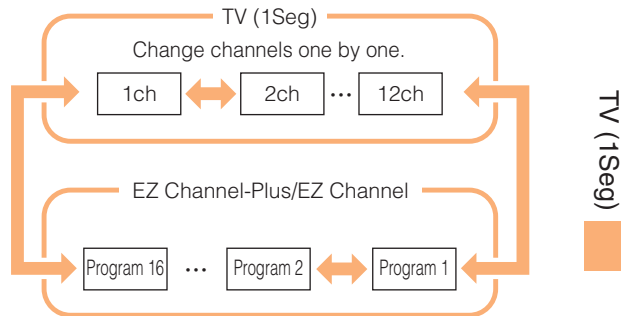 TV (1Seg)
Change channels one by one.
1ch 2ch ··· 12ch
EZ Channel-Plus/EZ Channel
Program 16 ··· Program 2 Program 1
TV (1Seg)